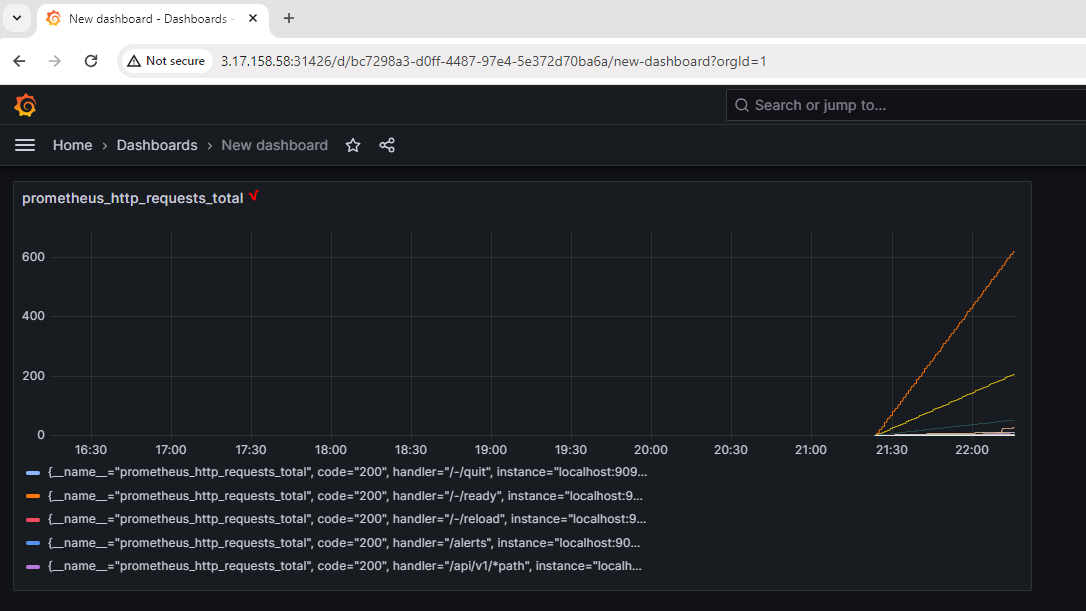 New dashboard - Dashboards -
Not secure 3.17.158.58:31426/d/bc7298a3-d0ff-4487-97e4-5e372d70ba6a/new-dashboard?orgId=1
Search or jump to...
Home › Dashboards › New dashboard
prometheus_http_requests_total √
600
400
200
0
16:30 17:00 17:30 18:00 18:30 19:00 19:30 20:00 20:30 21:00 21:30 22:00
{__name__="prometheus_http_requests_total", code="200", handler="/-/quit", instance="localhost:909...
{__name__="prometheus_http_requests_total", code="200", handler="/-/ready", instance="localhost:9...
{__name__="prometheus_http_requests_total", code="200", handler="/-/reload", instance="localhost:9...
{__name__="prometheus_http_requests_total", code="200", handler="/alerts", instance="localhost:90...
{__name__="prometheus_http_requests_total", code="200", handler="/api/v1/*path", instance="localh...